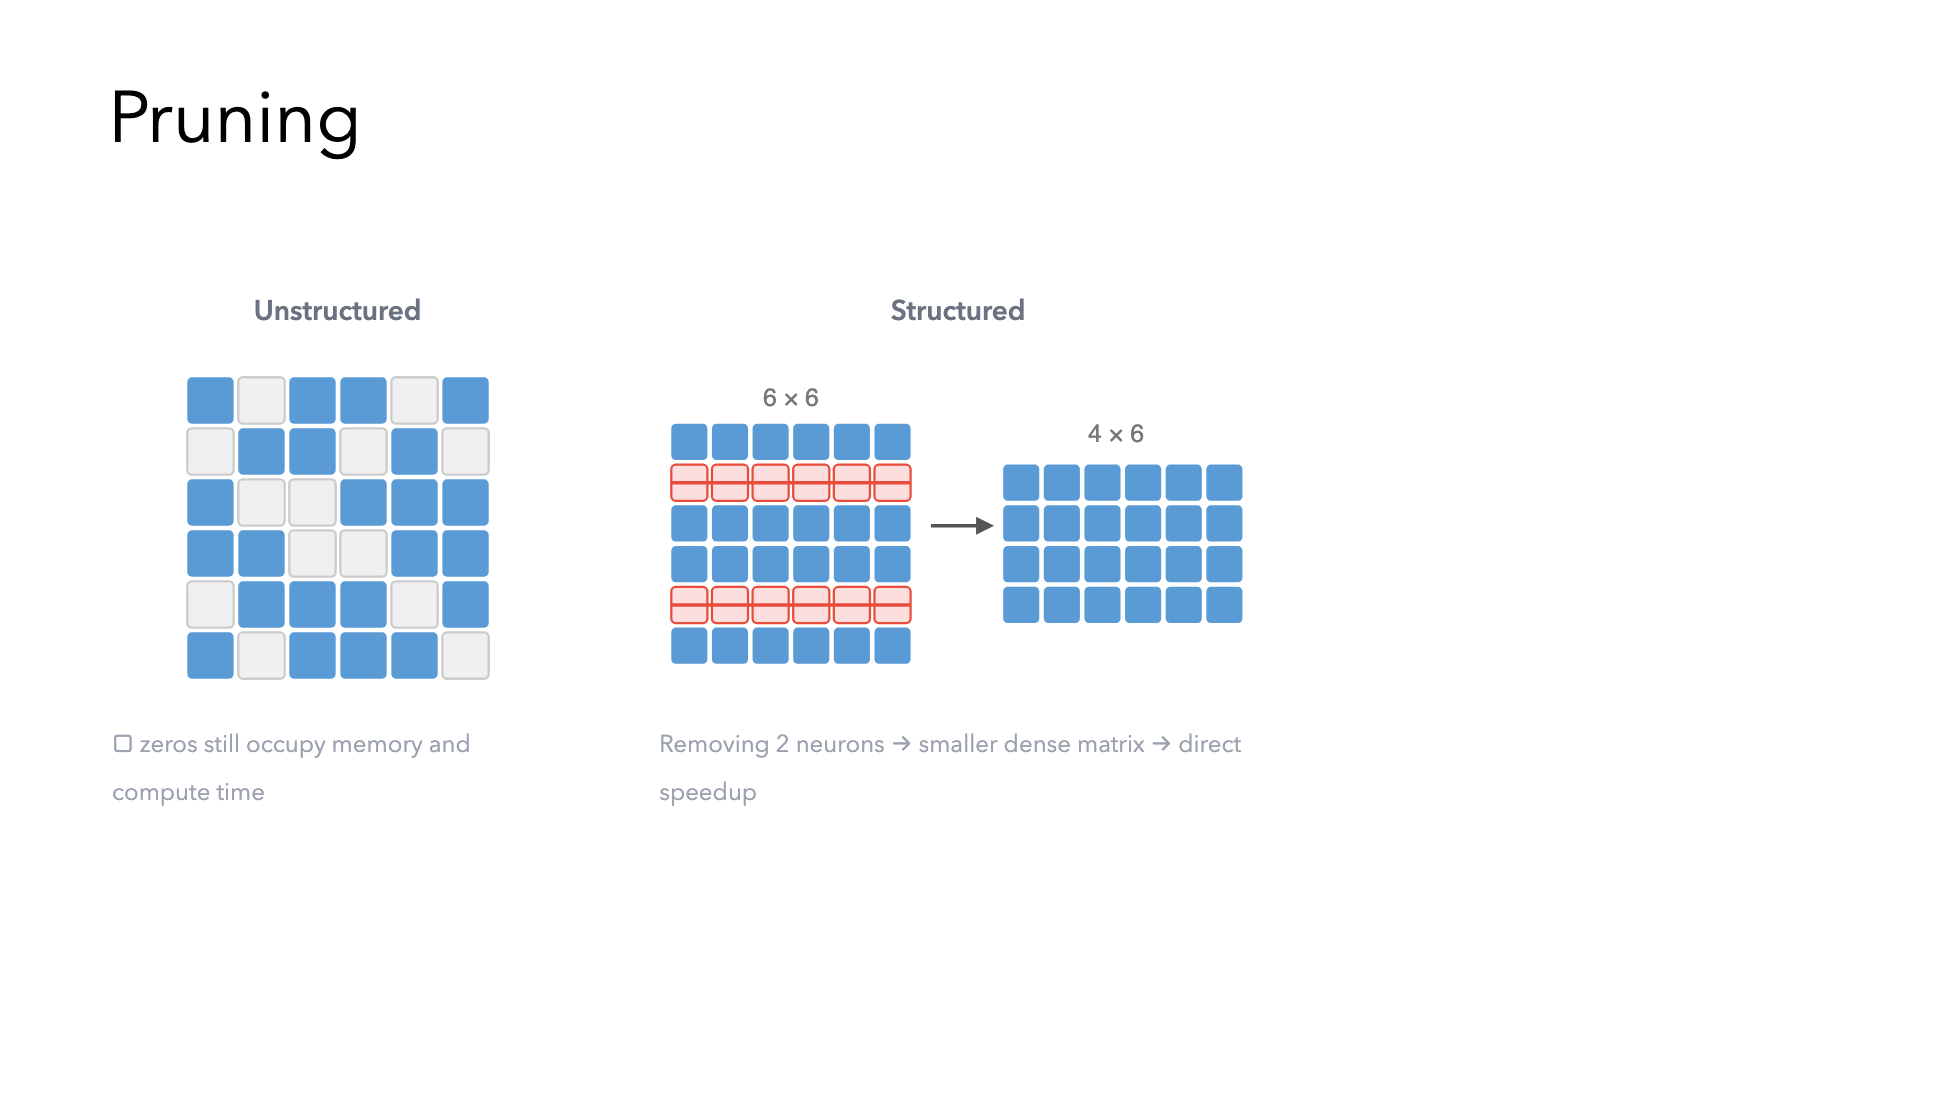 Pruning
Unstructured
Structured
6 × 6
4 × 6
☐ zeros still occupy memory and
compute time
Removing 2 neurons → smaller dense matrix → direct
speedup